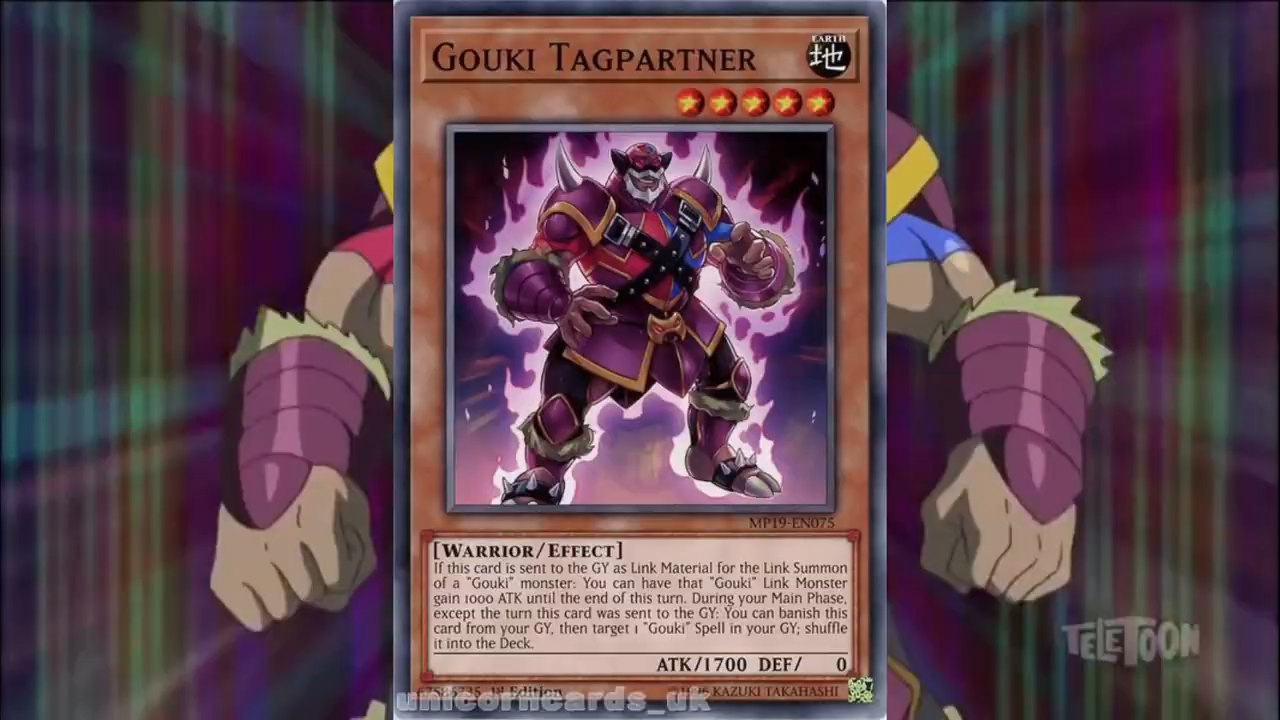 GOUKI TAGPARTNER
EARTH
地
MP19-EN075
[WARRIOR/EFFECT]
If this card is sent to the GY as Link Material for the Link Summon
of a "Gouki" monster: You can have that "Gouki" Link Monster
gain 1000 ATK until the end of this turn. During your Main Phase,
except the turn this card was sent to the GY: You can banish this
card from your GY, then target 1 "Gouki" Spell in your GY; shuffle
it into the Deck.
ATK/1700 DEF/ 0
1st Edition
©1996 KAZUKI TAKAHASHI
unicorncards_uk
TELETOON